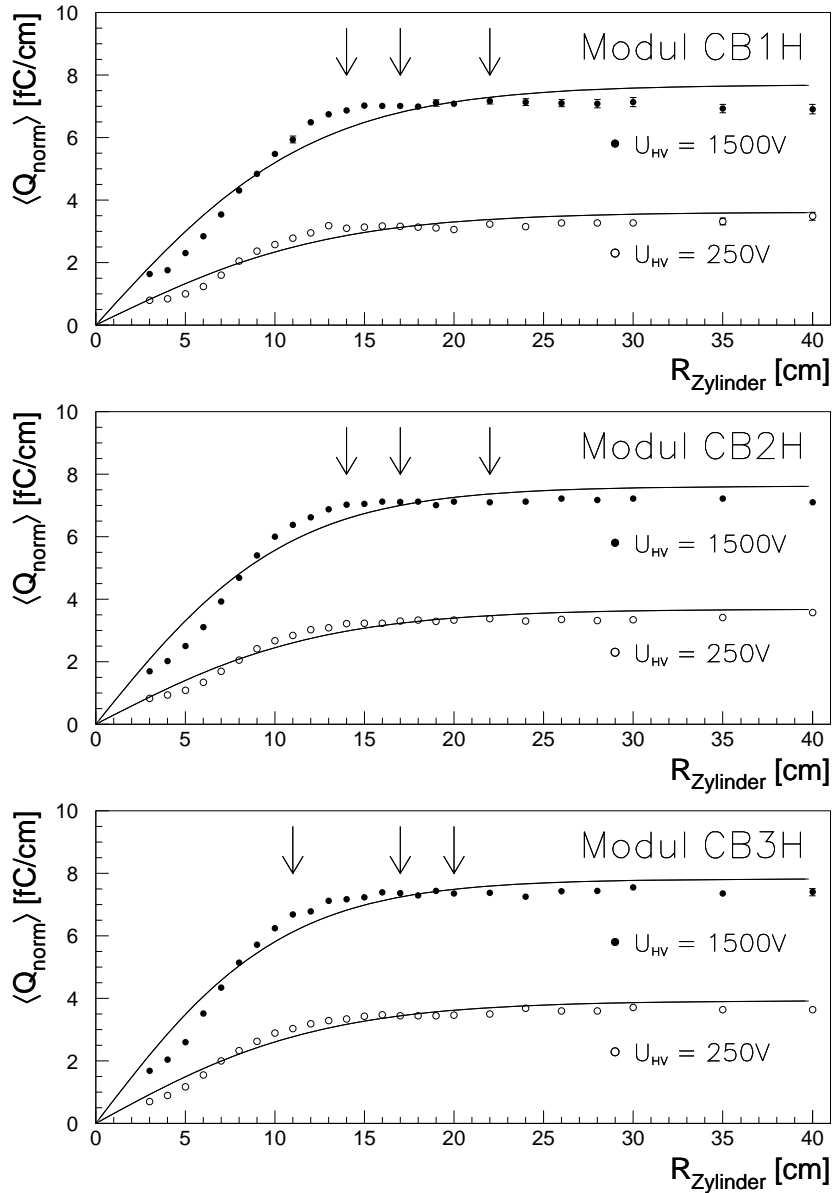 10
8
6
4
2
0
⟨Q_norm⟩ [fC/cm]
Modul CB1H
U_HV = 1500V
U_HV = 250V
0 5 10 15 20 25 30 35 40
R_Zylinder [cm]
10
8
6
4
2
0
⟨Q_norm⟩ [fC/cm]
Modul CB2H
U_HV = 1500V
U_HV = 250V
0 5 10 15 20 25 30 35 40
R_Zylinder [cm]
10
8
6
4
2
0
⟨Q_norm⟩ [fC/cm]
Modul CB3H
U_HV = 1500V
U_HV = 250V
0 5 10 15 20 25 30 35 40
R_Zylinder [cm]